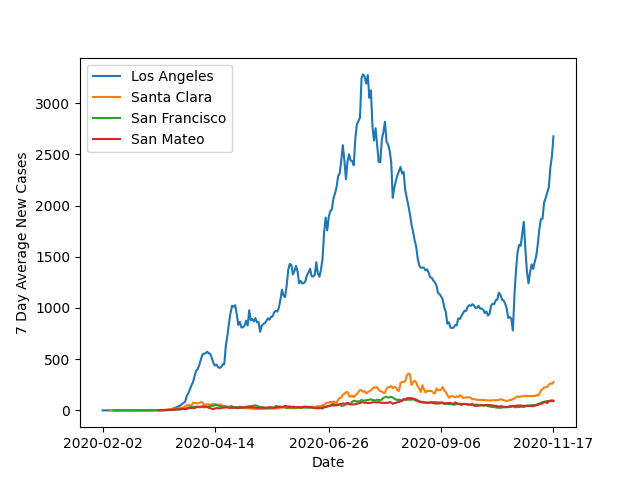 Los Angeles
Santa Clara
San Francisco
San Mateo
7 Day Average New Cases
3000
2500
2000
1500
1000
500
0
2020-02-02 2020-04-14 2020-06-26 2020-09-06 2020-11-17
Date